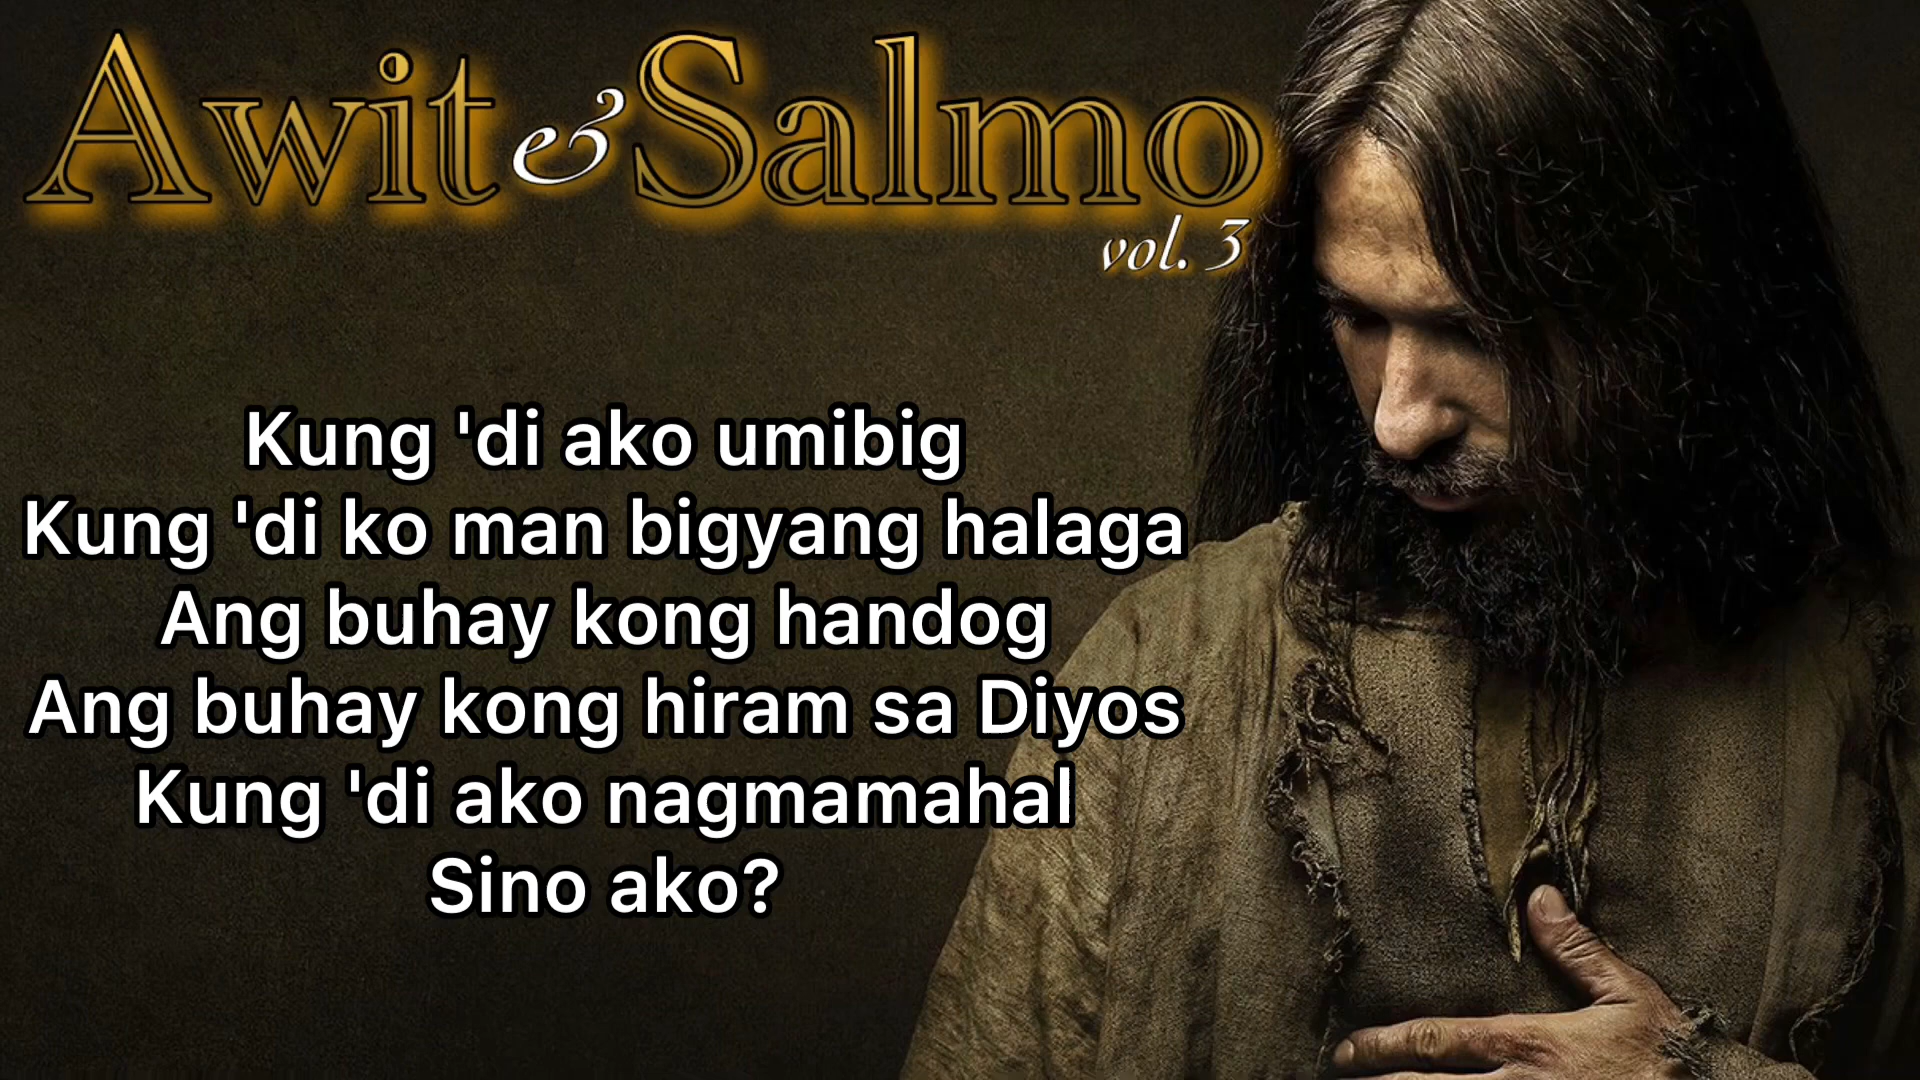 Awit & Salmo
vol. 3
Kung 'di ako umibig
Kung 'di ko man bigyang halaga
Ang buhay kong handog
Ang buhay kong hiram sa Diyos
Kung 'di ako nagmamahal
Sino ako?